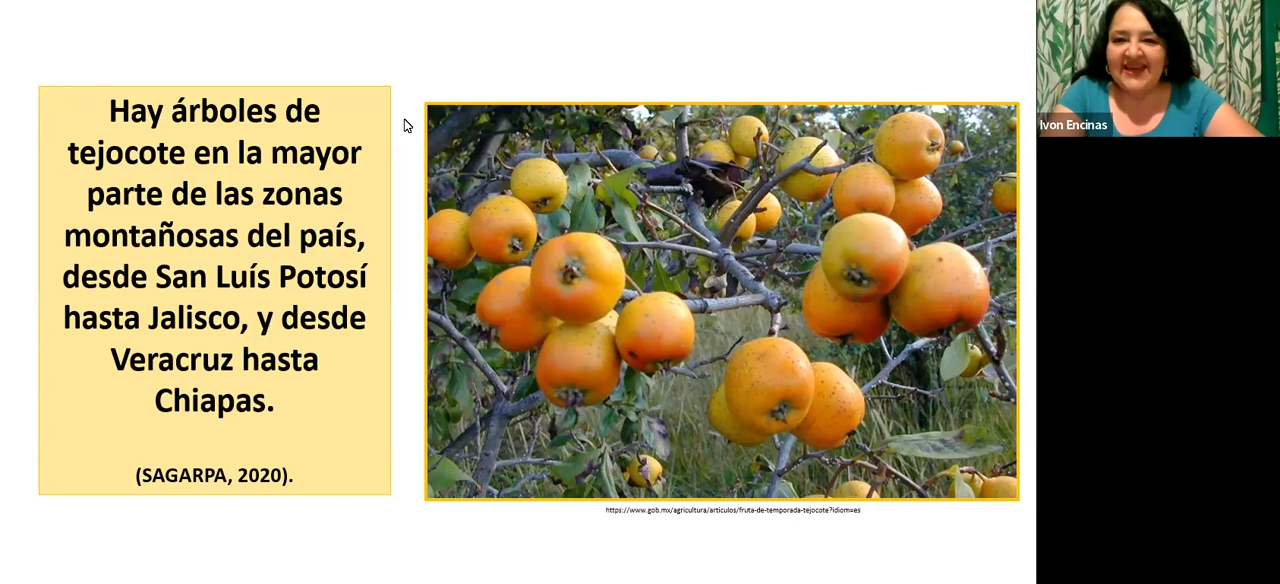 Hay árboles de
tejocote en la mayor
parte de las zonas
montañosas del país,
desde San Luís Potosí
hasta Jalisco, y desde
Veracruz hasta
Chiapas.
(SAGARPA, 2020).
https://www.gob.mx/agricultura/articulos/fruta-de-temporada-tejocote?idiom=es
Ivon Encinas